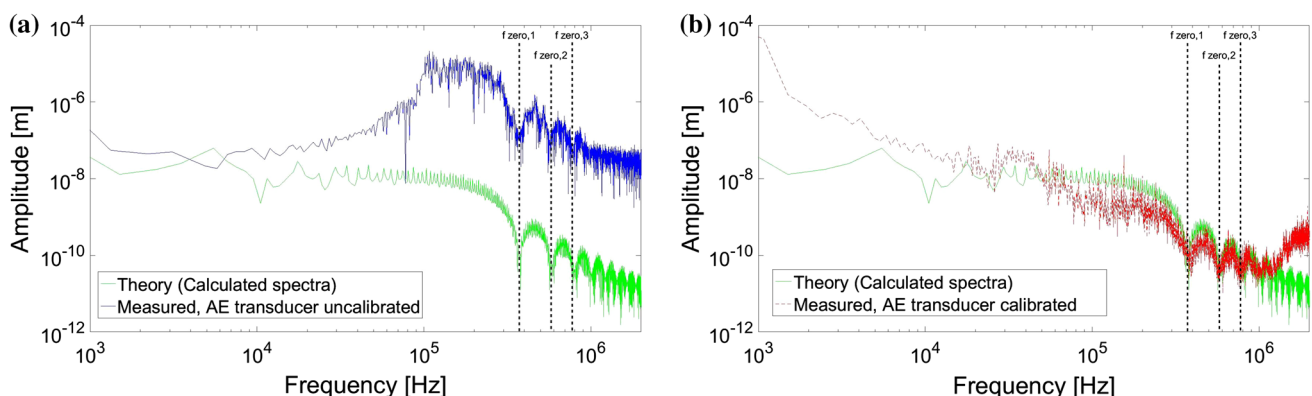 (a)
10^-4
10^-6
10^-8
10^-10
10^-12
Amplitude [m]
f zero,1
f zero,2
f zero,3
Theory (Calculated spectra)
Measured, AE transducer uncalibrated
10^3
10^4
10^5
10^6
Frequency [Hz]
(b)
10^-4
10^-6
10^-8
10^-10
10^-12
Amplitude [m]
f zero,1
f zero,2
f zero,3
Theory (Calculated spectra)
Measured, AE transducer calibrated
10^3
10^4
10^5
10^6
Frequency [Hz]